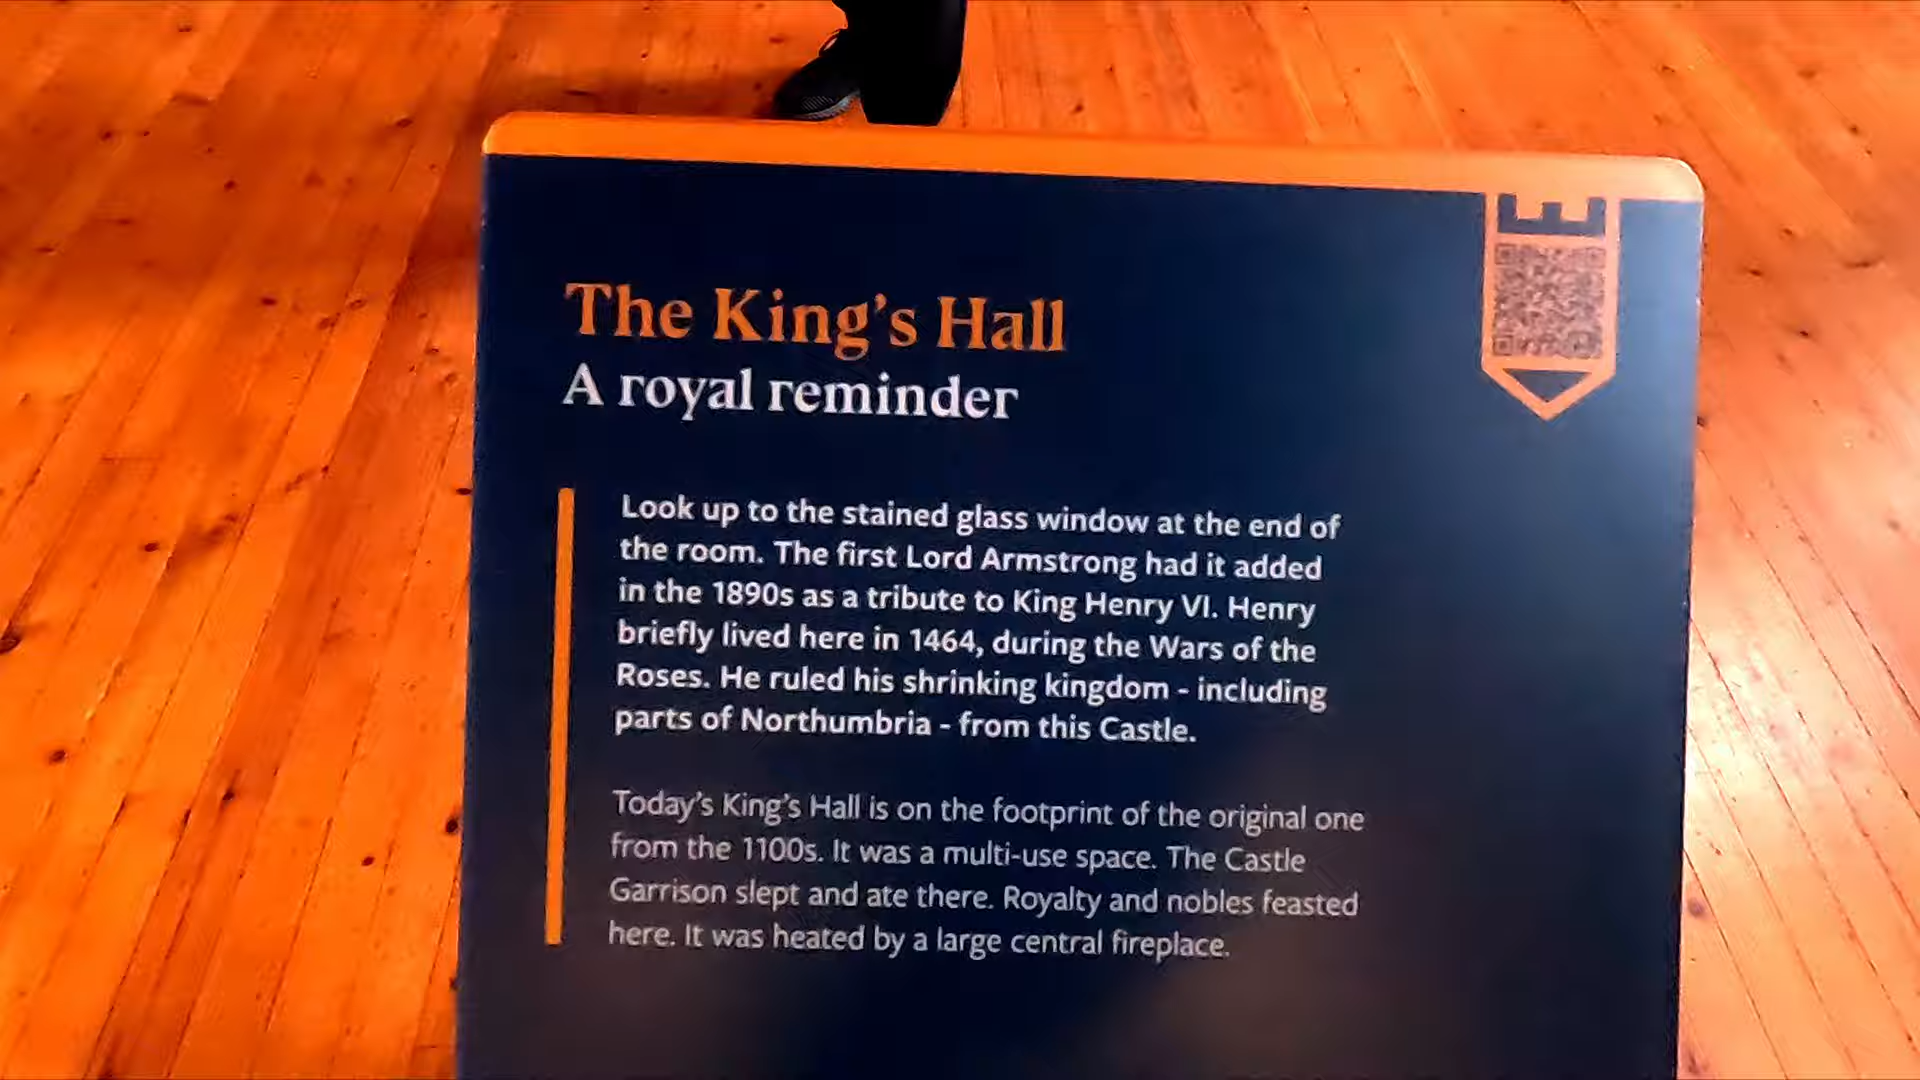 The King's Hall
A royal reminder
Look up to the stained glass window at the end of
the room. The first Lord Armstrong had it added
in the 1890s as a tribute to King Henry VI. Henry
briefly lived here in 1464, during the Wars of the
Roses. He ruled his shrinking kingdom - including
parts of Northumbria - from this Castle.
Today's King's Hall is on the footprint of the original one
from the 1100s. It was a multi-use space. The Castle
Garrison slept and ate there. Royalty and nobles feasted
here. It was heated by a large central fireplace.